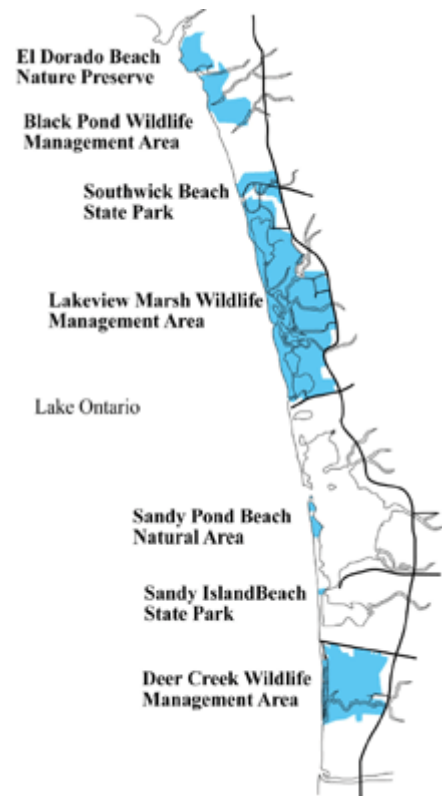 El Dorado Beach
Nature Preserve
Black Pond Wildlife
Management Area
Southwick Beach
State Park
Lakeview Marsh Wildlife
Management Area
Lake Ontario
Sandy Pond Beach
Natural Area
Sandy IslandBeach
State Park
Deer Creek Wildlife
Management Area